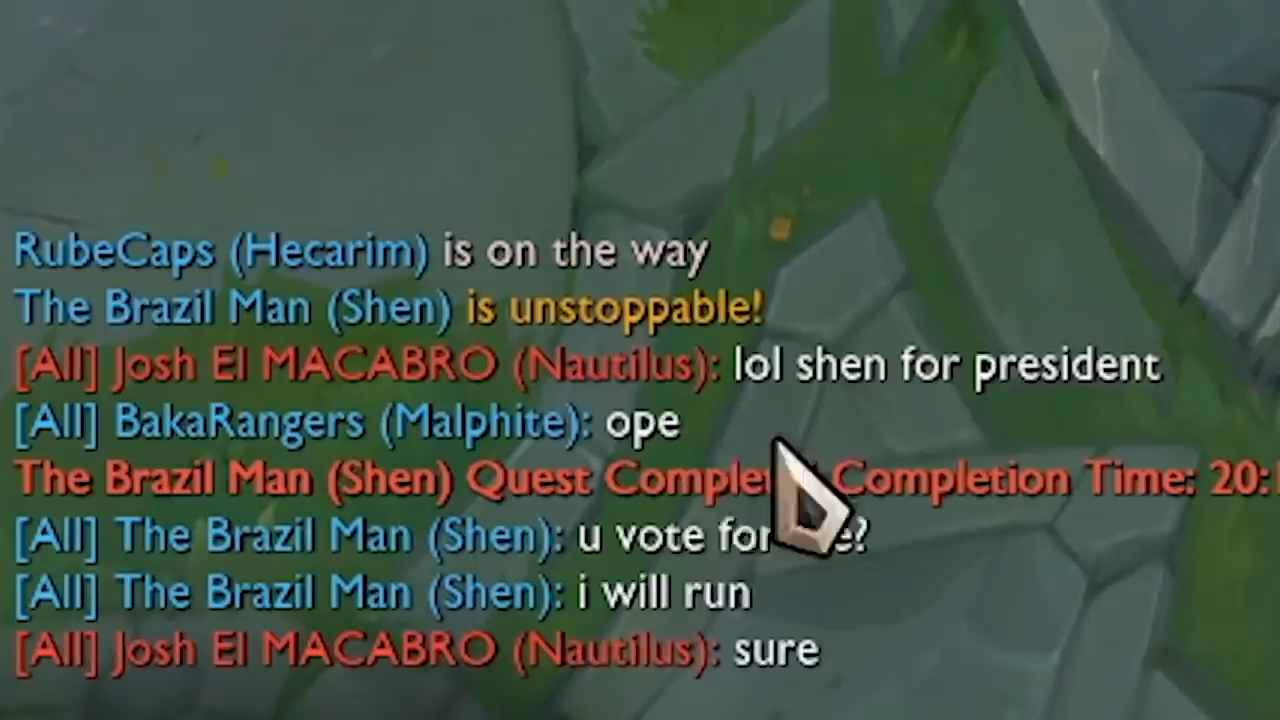 RubeCaps (Hecarim) is on the way
The Brazil Man (Shen) is unstoppable!
[All] Josh El MACABRO (Nautilus): lol shen for president
[All] BakaRangers (Malphite): ope
The Brazil Man (Shen) Quest Completion Time: 20:
[All] The Brazil Man (Shen): u vote for
[All] The Brazil Man (Shen): i will run
[All] Josh El MACABRO (Nautilus): sure